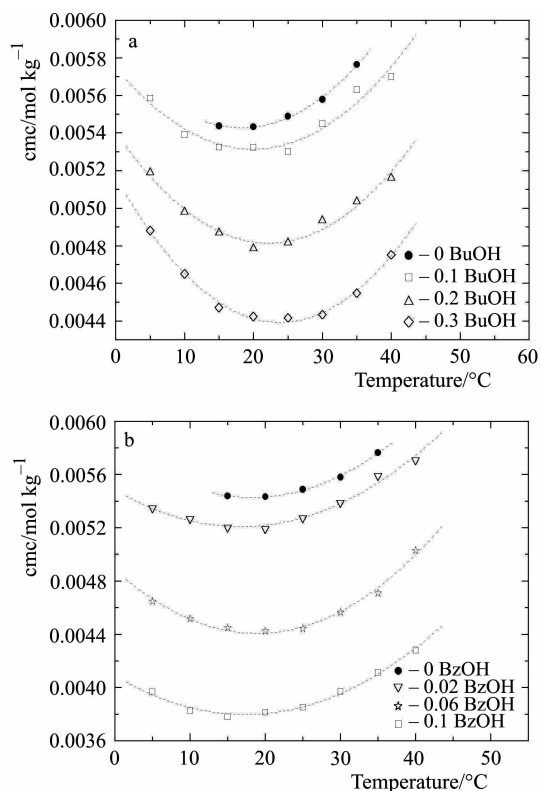 0.0060
a
0.0058
0.0056
0.0054
0.0052
0.0050
0.0048
0.0046
0.0044
cmc/mol kg⁻¹
– 0 BuOH
– 0.1 BuOH
– 0.2 BuOH
– 0.3 BuOH
0 10 20 30 40 50 60
Temperature/°C
0.0060
b
0.0056
0.0052
0.0048
0.0044
0.0040
0.0036
cmc/mol kg⁻¹
– 0 BzOH
– 0.02 BzOH
– 0.06 BzOH
– 0.1 BzOH
0 10 20 30 40 50
Temperature/°C